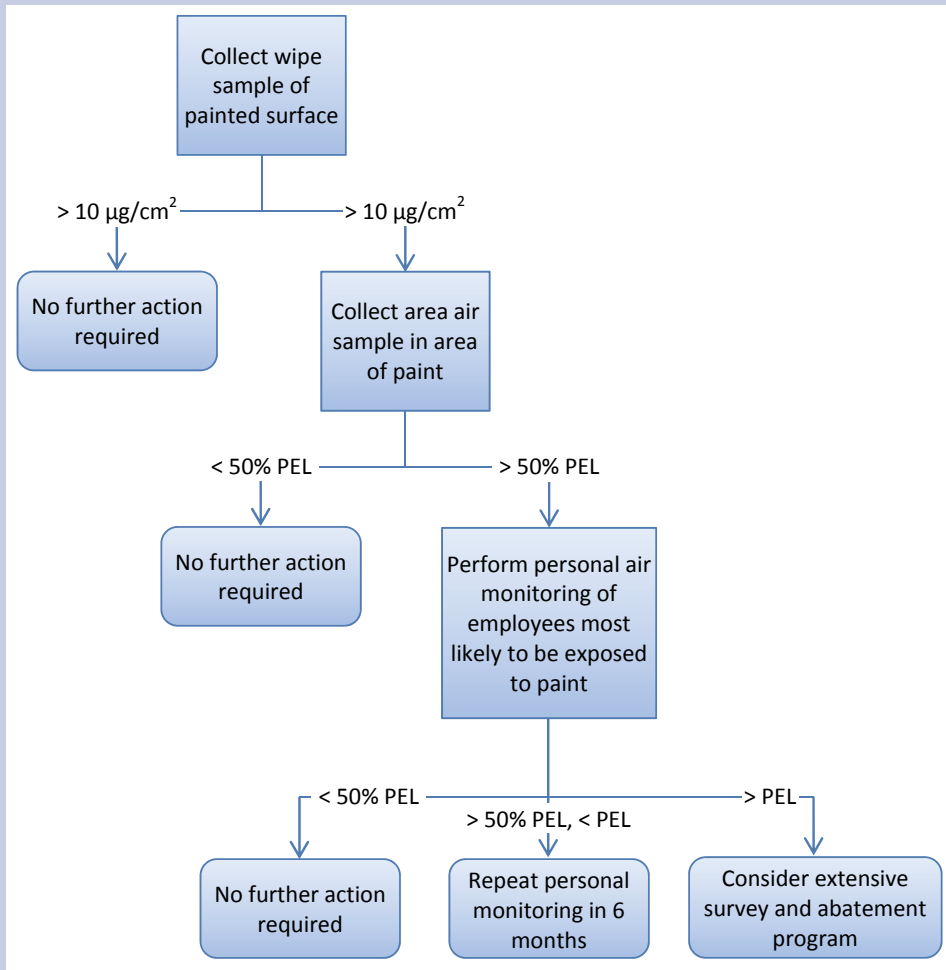 Collect wipe
sample of
painted surface
> 10 µg/cm²
> 10 µg/cm²
No further action
required
Collect area air
sample in area
of paint
< 50% PEL
> 50% PEL
No further action
required
Perform personal air
monitoring of
employees most
likely to be exposed
to paint
< 50% PEL
> 50% PEL, < PEL
> PEL
No further action
required
Repeat personal
monitoring in 6
months
Consider extensive
survey and abatement
program